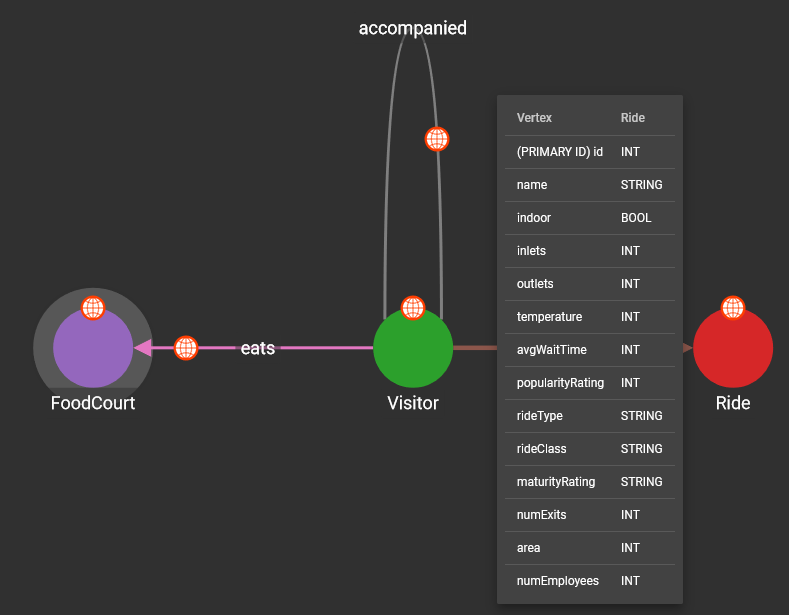 accompanied
Vertex Ride
(PRIMARY ID) id INT
name STRING
indoor BOOL
inlets INT
outlets INT
temperature INT
avgWaitTime INT
popularityRating INT
rideType STRING
rideClass STRING
maturityRating STRING
numExits INT
area INT
numEmployees INT
eats
FoodCourt
Visitor
Ride